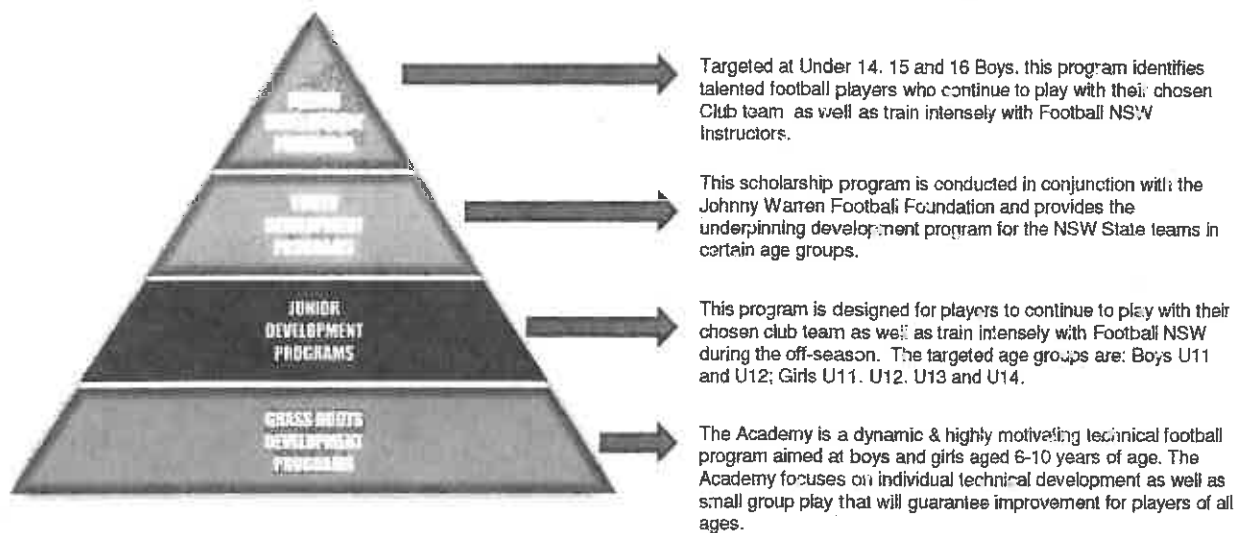 Targeted at Under 14, 15 and 16 Boys, this program identifies
talented football players who continue to play with their chosen
Club team as well as train intensely with Football NSW
Instructors.
This scholarship program is conducted in conjunction with the
Johnny Warren Football Foundation and provides the
underpinning development program for the NSW State teams in
certain age groups.
JUNIOR
DEVELOPMENT
PROGRAMS
This program is designed for players to continue to play with their
chosen club team as well as train intensely with Football NSW
during the off-season. The targeted age groups are: Boys U11
and U12; Girls U11, U12, U13 and U14.
GRASS ROOTS
DEVELOPMENT
PROGRAMS
The Academy is a dynamic & highly motivating technical football
program aimed at boys and girls aged 6-10 years of age. The
Academy focuses on individual technical development as well as
small group play that will guarantee improvement for players of all
ages.